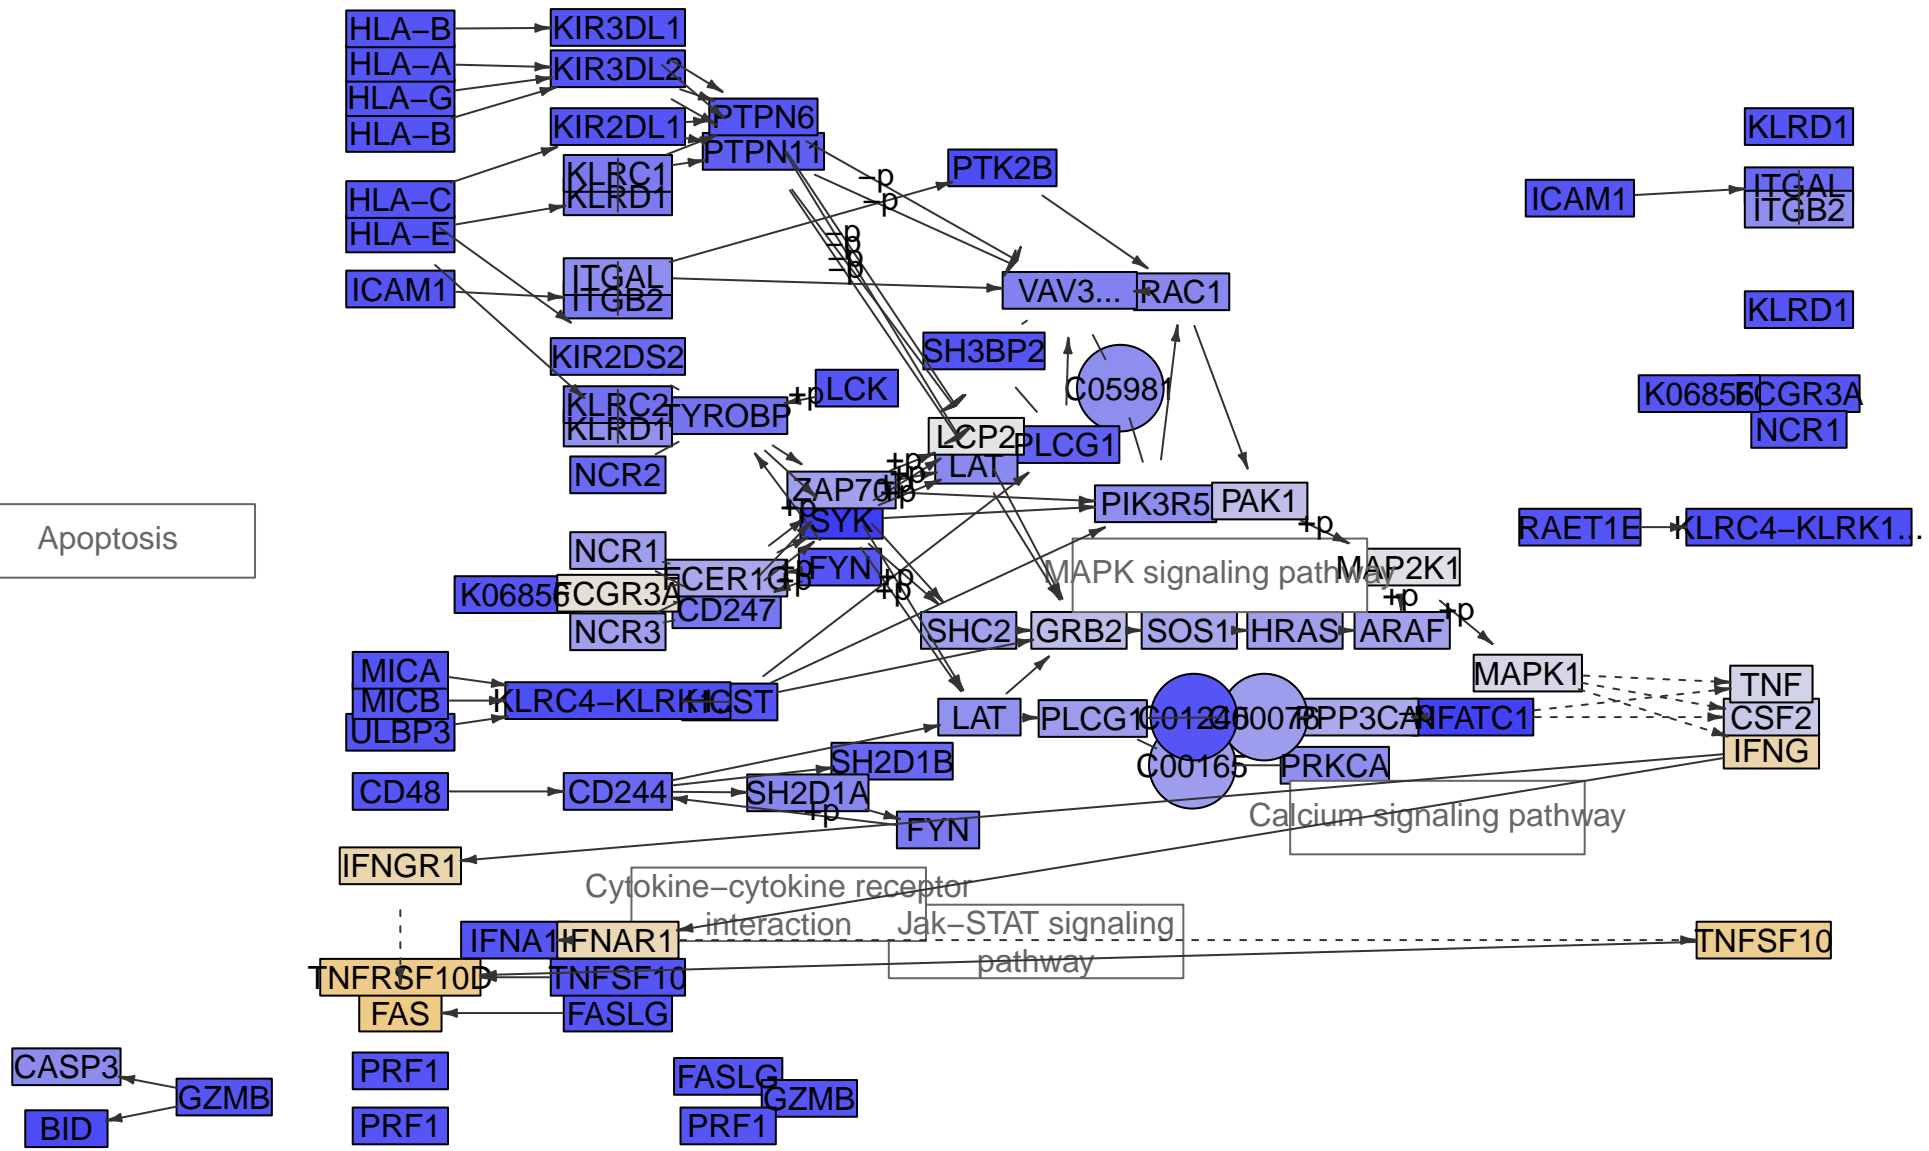 HLA−B
KIR3DL1
HLA−A
KIR3DL2
HLA−G
HLA−B
KIR2DL1
PTPN6
PTPN11
KLRC1
KLRD1
PTK2B
HLA−C
HLA−E
−p
−p
−p
−p
−p
−p
ICAM1
ITGAL
ITGB2
VAV3...
RAC1
KLRD1
ICAM1
ITGAL
ITGB2
KLRD1
KIR2DS2
SH3BP2
LCK
+p
C05981
KLRC2
KLRD1
TYROBP
LCP2
LAT
PLCG1
K06856
FCGR3A
NCR1
NCR2
ZAP70
+p
+p
+p
+p
SYK
PIK3R5
PAK1
+p
Apoptosis
RAET1E
KLRC4−KLRK1...
NCR1
FCER1G
+p
+p
FYN
+p
+p
MAPK signaling pathway
MAP2K1
K06856
FCGR3A
CD247
+p
+p
NCR3
SHC2
GRB2
SOS1
HRAS
ARAF
MICA
MICB
ULBP3
KLRC4−KLRK1...
HCST
MAPK1
TNF
CSF2
IFNG
LAT
PLCG1
C01245
C00076
PPP3CA
NFATC1
C00165
PRKCA
CD48
CD244
SH2D1B
SH2D1A
+p
FYN
Calcium signaling pathway
IFNGR1
Cytokine−cytokine receptor
interaction
Jak−STAT signaling
pathway
IFNA1
IFNAR1
TNFSF10
TNFRSF10D
TNFSF10
FAS
FASLG
CASP3
GZMB
BID
PRF1
PRF1
FASLG
GZMB
PRF1